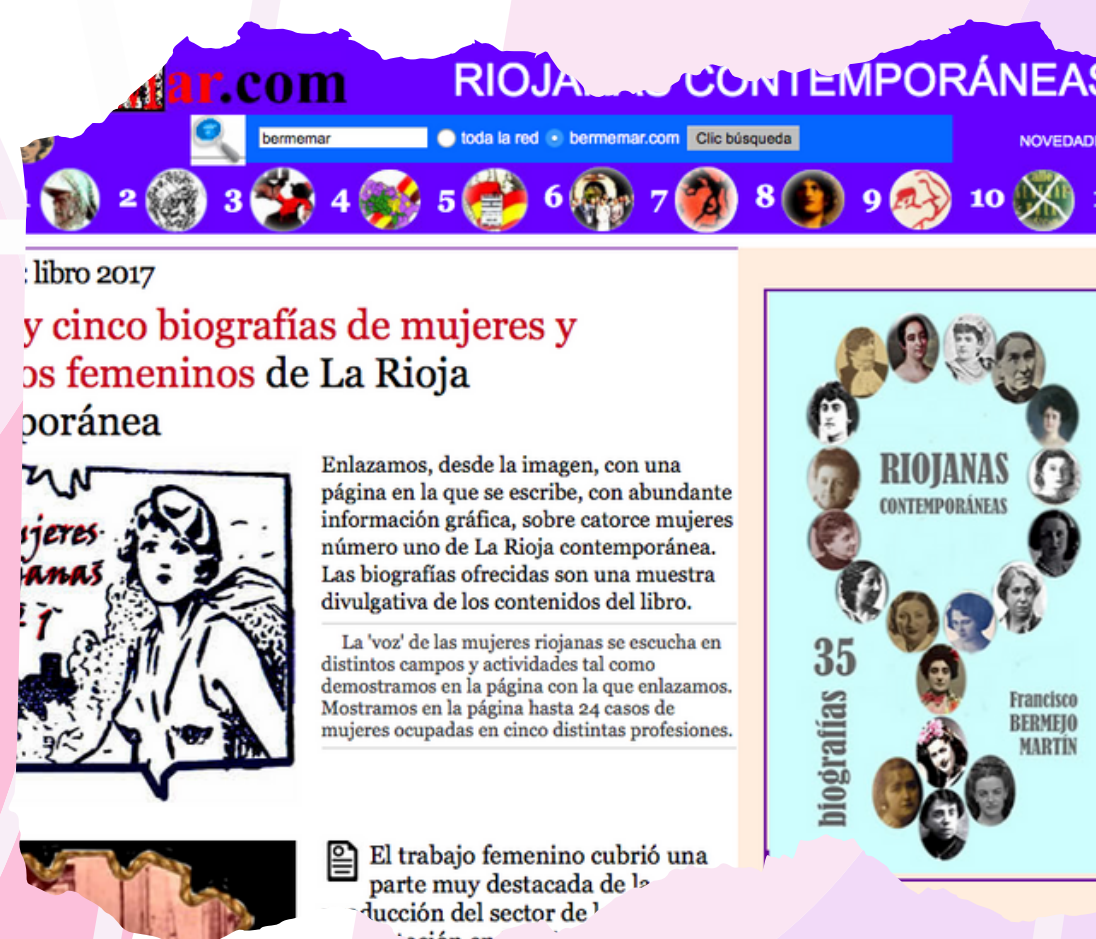 ar.com
RIOJANAS CONTEMPORÁNEAS
bermemar
toda la red
bermemar.com
Clic búsqueda
2 3 4 5 6 7 8 9 10
: libro 2017
y cinco biografías de mujeres y
os femeninos de La Rioja
poránea
Enlazamos, desde la imagen, con una
página en la que se escribe, con abundante
información gráfica, sobre catorce mujeres
número uno de La Rioja contemporánea.
Las biografías ofrecidas son una muestra
divulgativa de los contenidos del libro.
La 'voz' de las mujeres riojanas se escucha en
distintos campos y actividades tal como
demostramos en la página con la que enlazamos.
Mostramos en la página hasta 24 casos de
mujeres ocupadas en cinco distintas profesiones.
El trabajo femenino cubrió una
parte muy destacada de la
ducción del sector de
RIOJANAS
CONTEMPORÁNEAS
35
biografías
Francisco
BERMEJO
MARTÍN